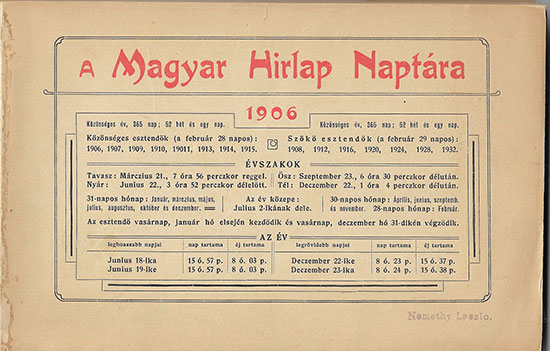 A Magyar Hirlap Naptára
1906
Közönséges év, 365 nap; 52 hét és egy nap.
Közönséges év, 365 nap; 52 hét és egy nap.
Közönséges esztendők (a február 28 napos):
1906, 1907, 1909, 1910, 19011, 1913, 1914, 1915.
Szökő esztendők (a február 29 napos):
1908, 1912, 1916, 1920, 1924, 1928, 1932.
ÉVSZAKOK
Tavasz: Márczius 21., 7 óra 56 perczkor reggel.
Nyár: Junius 22., 3 óra 52 perczkor délelőtt.
Ősz: Szeptember 23., 6 óra 30 perczkor délután.
Tél: Deczember 22., 1 óra 4 perczkor délután.
31-napos hónap: Január, márczius, május,
julius, augusztus, október és deczember.
Az év közepe:
Julius 2-ikának dele.
30-napos hónap: Április, junius, szeptemb.
és november. 28-napos hónap: Február.
Az esztendő vasárnap, január hó elsején kezdődik és vasárnap, deczember hó 31-dikén végződik.
AZ ÉV
leghosszabb napjai nap tartama éj tartama
Junius 18-ika 15 ó. 57 p. 8 ó. 03 p.
Junius 19-ike 15 ó. 57 p. 8 ó. 03 p.
legrövidebb napjai nap tartama éj tartama
Deczember 22-ike 8 ó. 23 p. 15 ó. 37 p.
Deczember 23-ika 8 ó. 24 p. 15 ó. 38 p.
Némethy László.